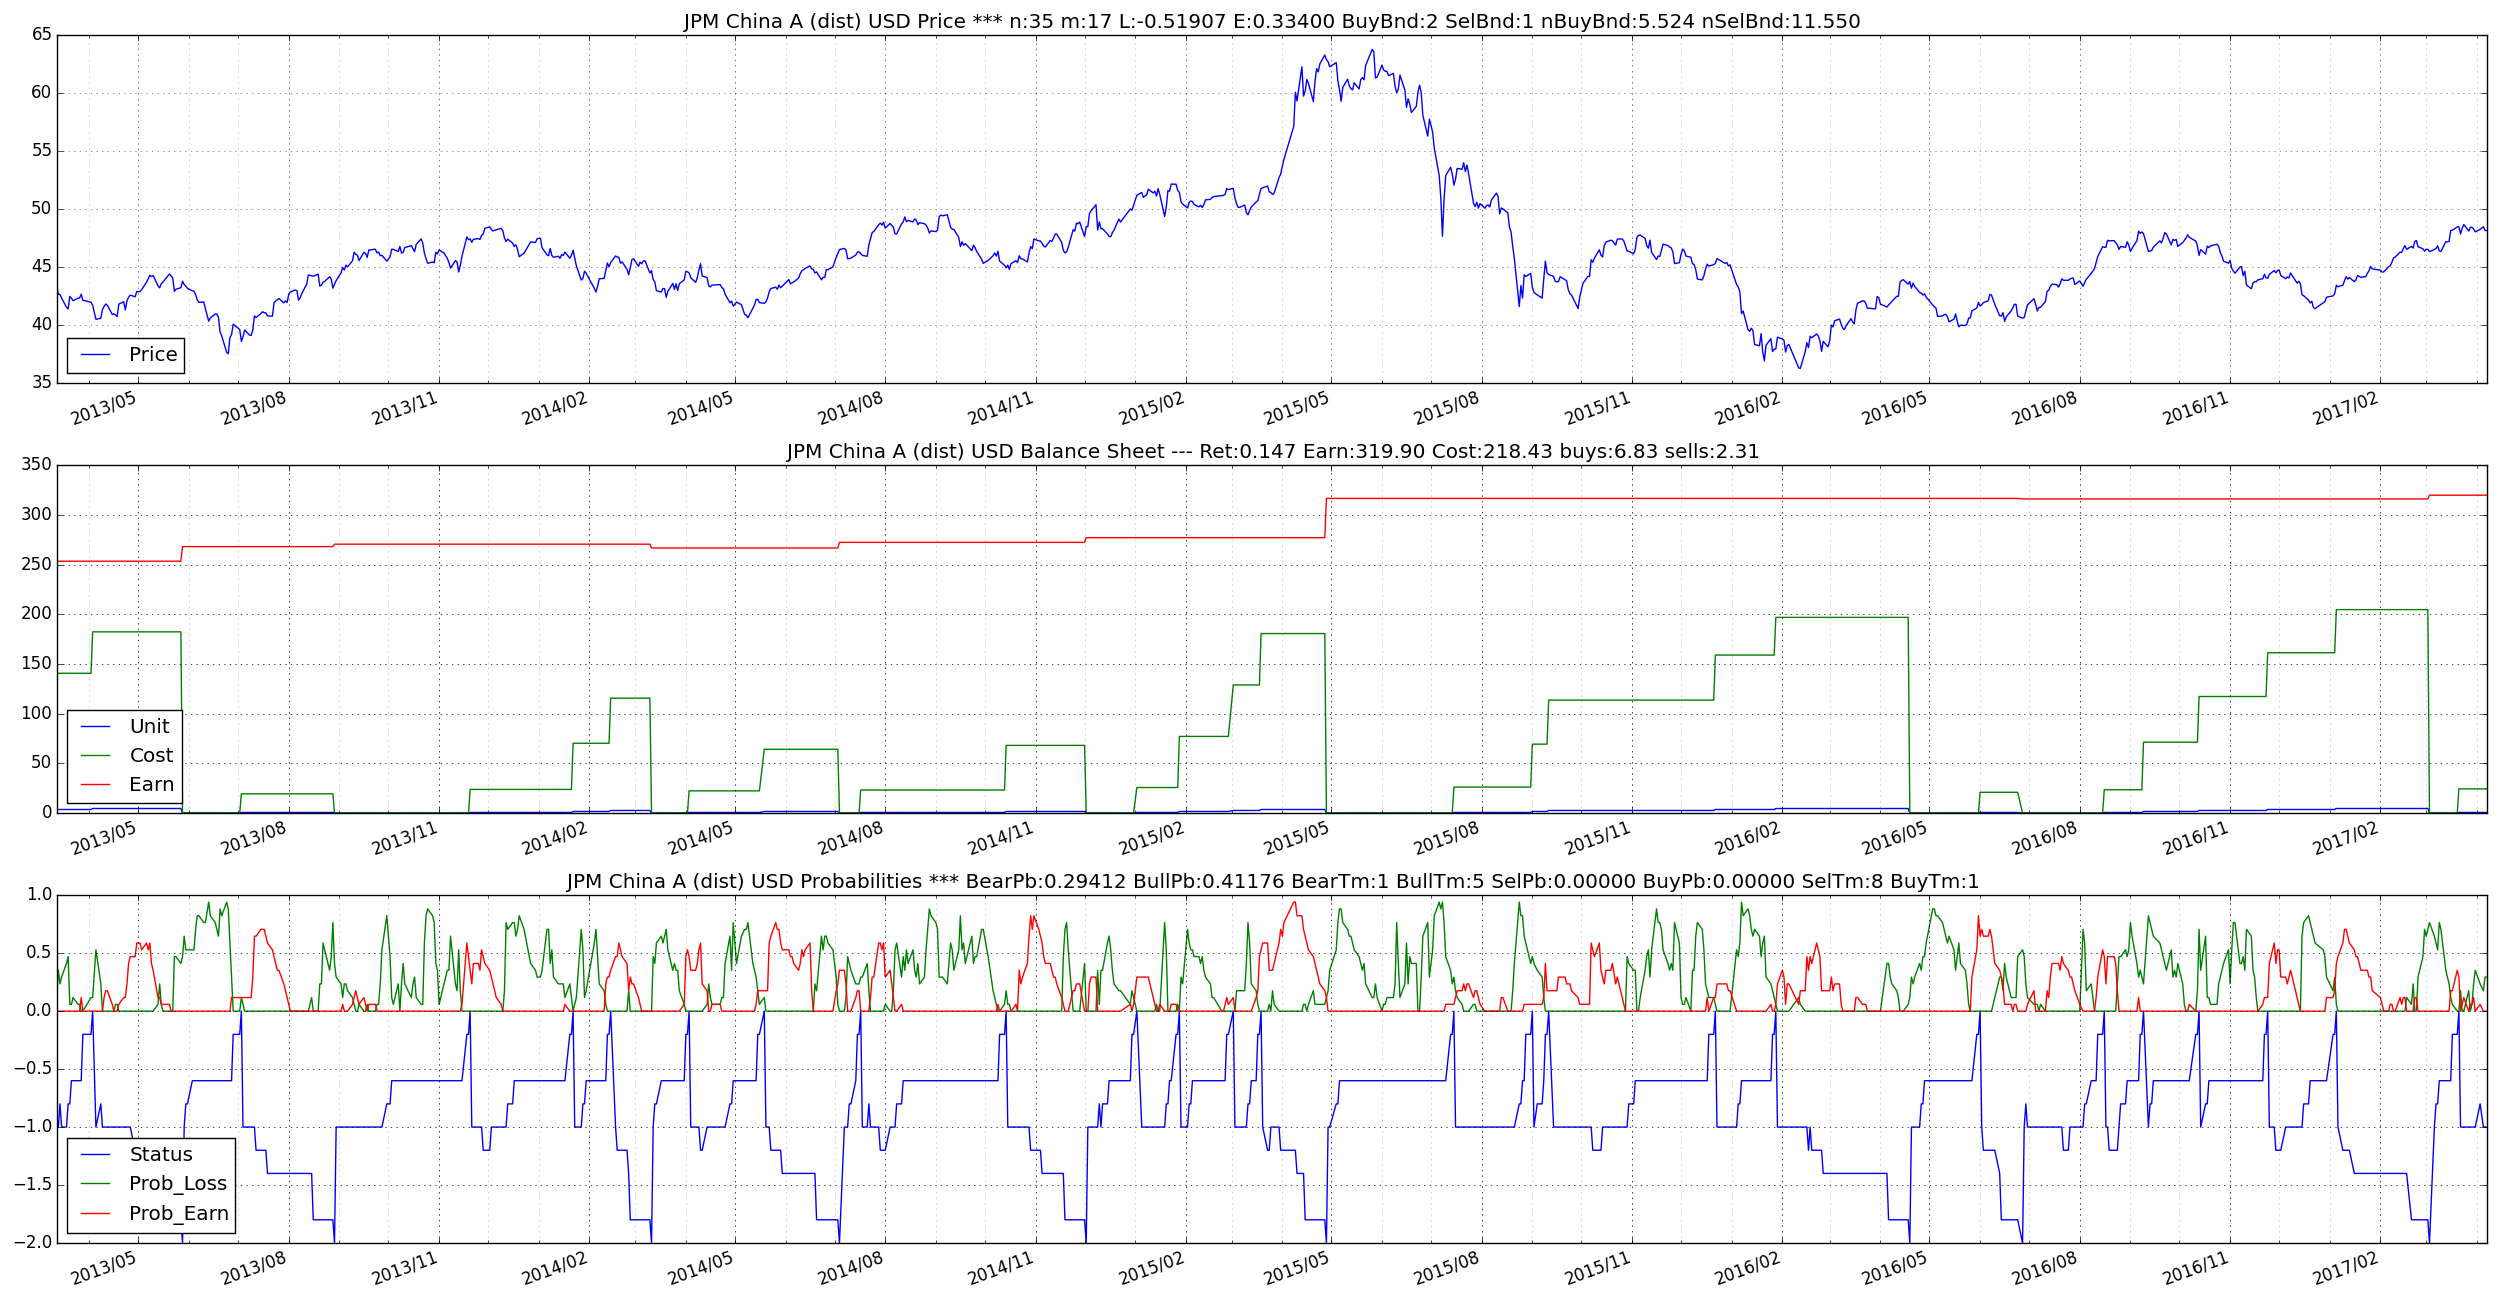 JPM China A (dist) USD Price *** n:35 m:17 L:-0.51907 E:0.33400 BuyBnd:2 SelBnd:1 nBuyBnd:5.524 nSelBnd:11.550
65
60
55
50
45
40
35
Price
2013/05 2013/08 2013/11 2014/02 2014/05 2014/08 2014/11 2015/02 2015/05 2015/08 2015/11 2016/02 2016/05 2016/08 2016/11 2017/02
JPM China A (dist) USD Balance Sheet --- Ret:0.147 Earn:319.90 Cost:218.43 buys:6.83 sells:2.31
350
300
250
200
150
100
50
0
Unit
Cost
Earn
2013/05 2013/08 2013/11 2014/02 2014/05 2014/08 2014/11 2015/02 2015/05 2015/08 2015/11 2016/02 2016/05 2016/08 2016/11 2017/02
JPM China A (dist) USD Probabilities *** BearPb:0.29412 BullPb:0.41176 BearTm:1 BullTm:5 SelPb:0.00000 BuyPb:0.00000 SelTm:8 BuyTm:1
1.0
0.5
0.0
−0.5
−1.0
−1.5
−2.0
Status
Prob_Loss
Prob_Earn
2013/05 2013/08 2013/11 2014/02 2014/05 2014/08 2014/11 2015/02 2015/05 2015/08 2015/11 2016/02 2016/05 2016/08 2016/11 2017/02